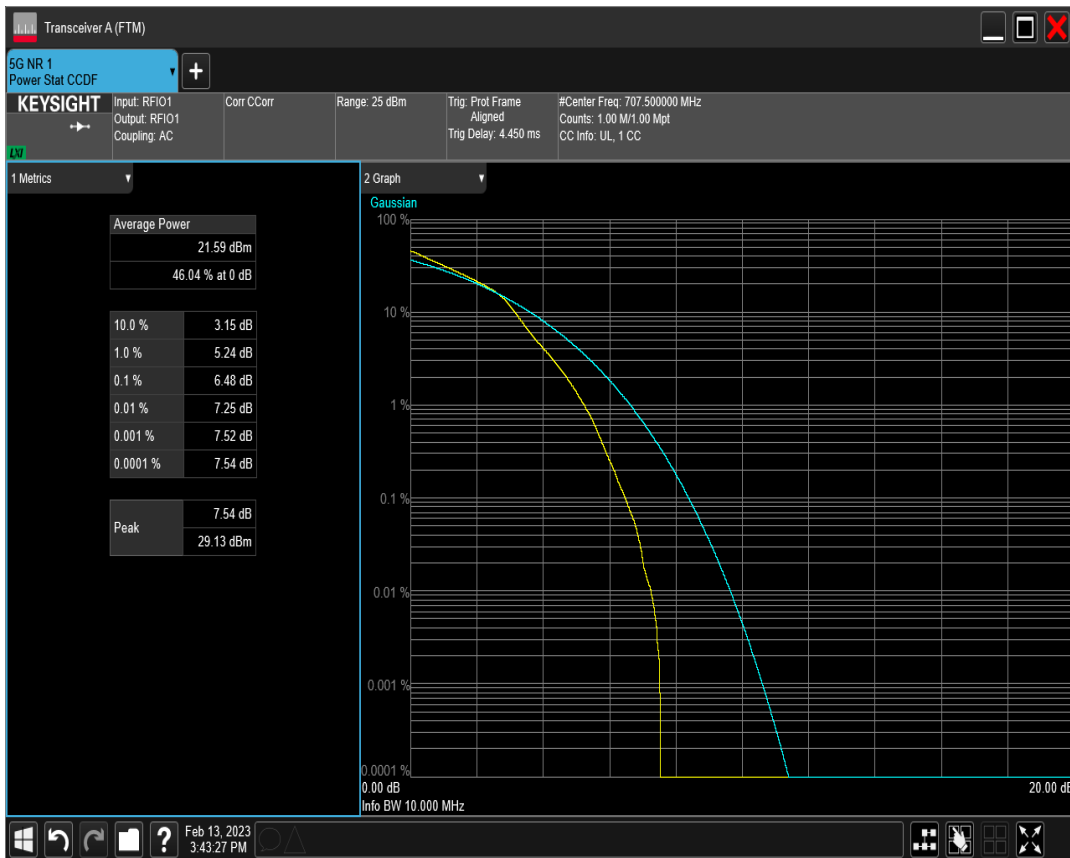 Transceiver A (FTM)
5G NR 1
Power Stat CCDF
+
KEYSIGHT
LXI
Input: RFIO1
Output: RFIO1
Coupling: AC
Corr CCorr
Range: 25 dBm
Trig: Prot Frame
Aligned
Trig Delay: 4.450 ms
#Center Freq: 707.500000 MHz
Counts: 1.00 M/1.00 Mpt
CC Info: UL, 1 CC
1 Metrics
Average Power
21.59 dBm
46.04 % at 0 dB
10.0 % 3.15 dB
1.0 % 5.24 dB
0.1 % 6.48 dB
0.01 % 7.25 dB
0.001 % 7.52 dB
0.0001 % 7.54 dB
Peak
7.54 dB
29.13 dBm
2 Graph
Gaussian
100 %
10 %
1 %
0.1 %
0.01 %
0.001 %
0.0001 %
0.00 dB 20.00 dB
Info BW 10.000 MHz
?
Feb 13, 2023
3:43:27 PM